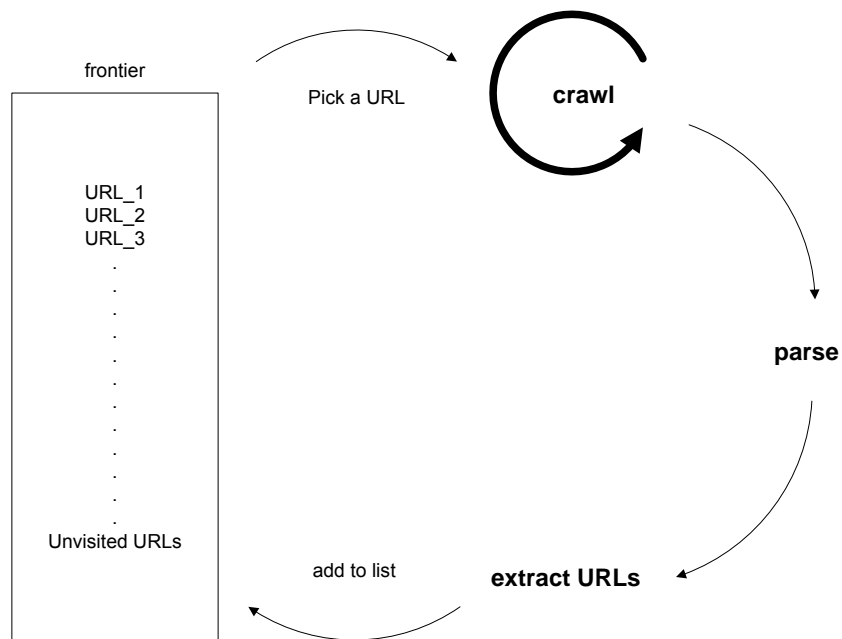 frontier
Pick a URL
crawl
URL_1
URL_2
URL_3
.
.
.
.
.
.
.
.
.
.
.
.
Unvisited URLs
parse
add to list
extract URLs